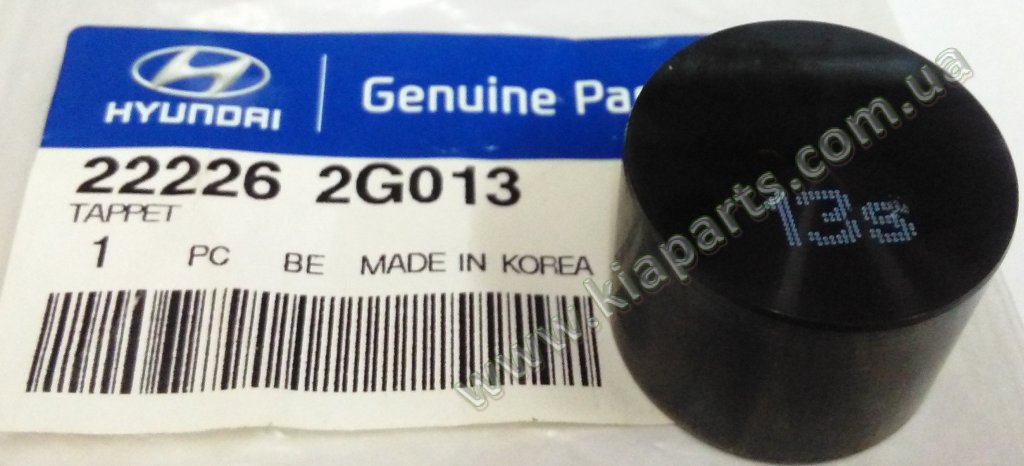 HYUNDAI
Genuine Par
22226 2G013
TAPPET
1 PC BE MADE IN KOREA
13s
www.kiaparts.com.ua